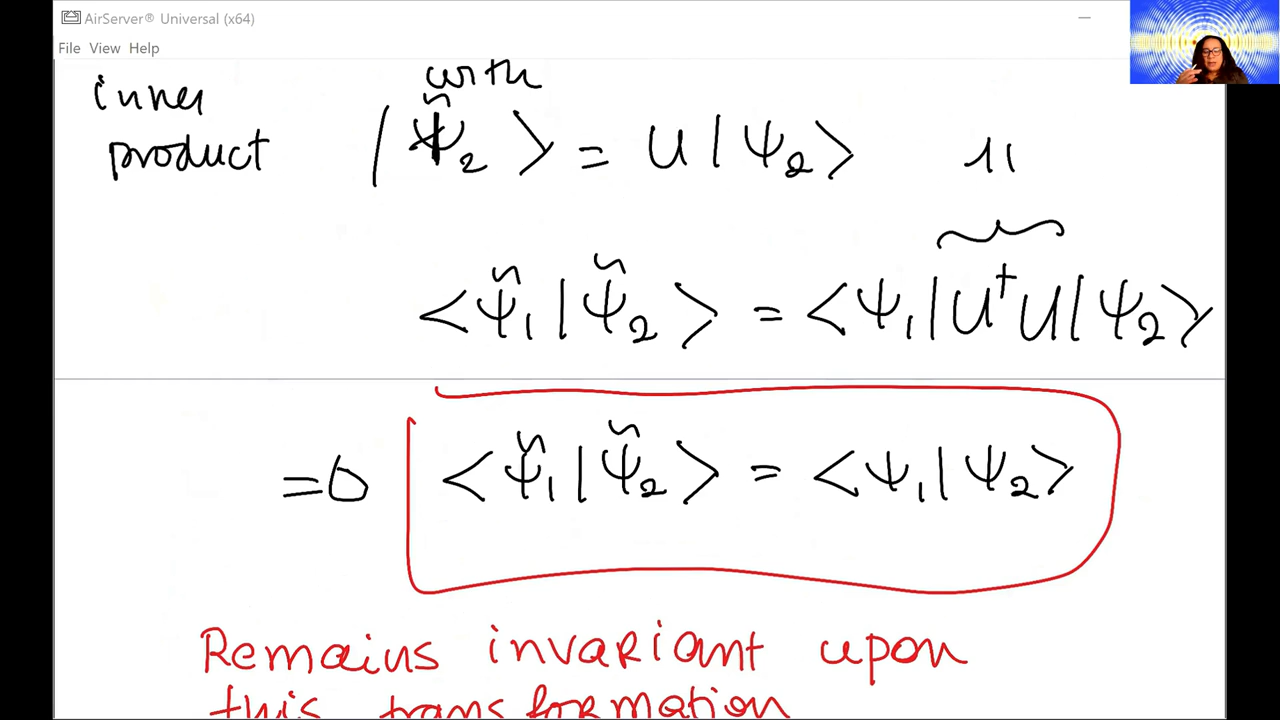 AirServer® Universal (x64)
File View Help
inner
product
with
|Ψ̃₂⟩ = U|Ψ₂⟩ 𝟙
⟨Ψ̃₁|Ψ̃₂⟩ = ⟨Ψ₁|U†U|Ψ₂⟩
=0 ⟨Ψ̃₁|Ψ̃₂⟩ = ⟨Ψ₁|Ψ₂⟩
Remains invariant upon
this transformation